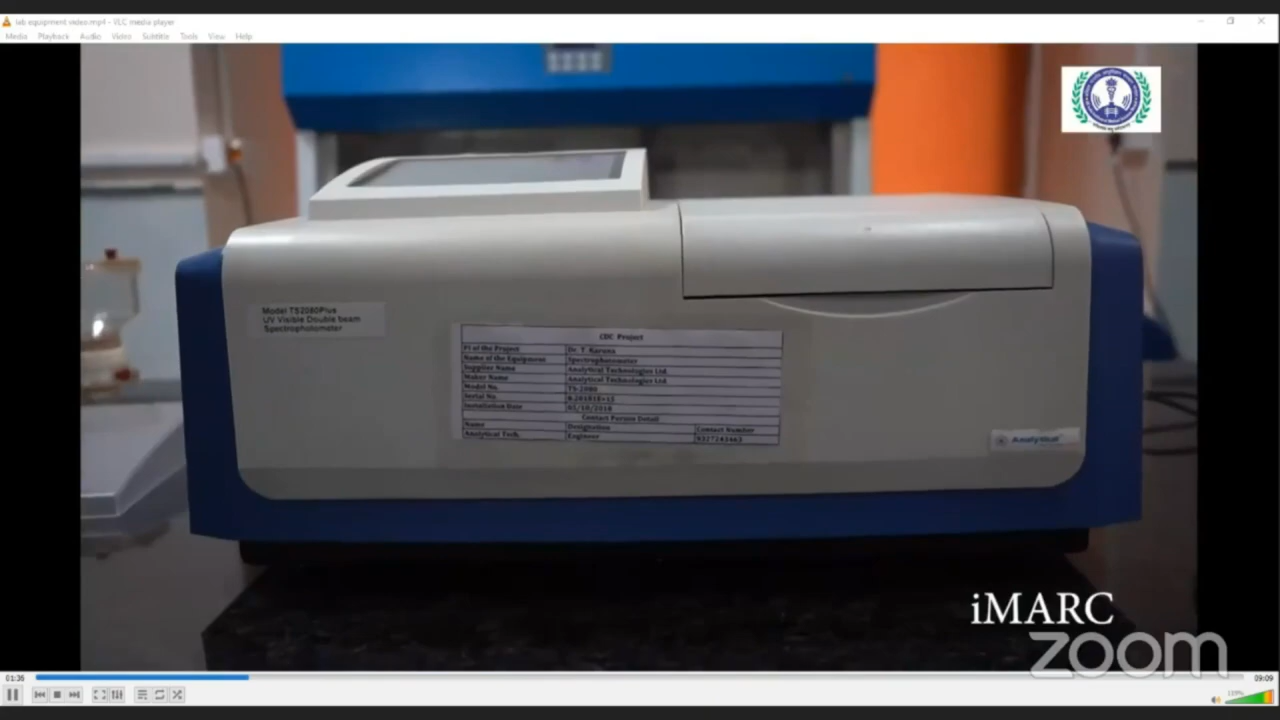 lab equipment video.mp4 - VLC media player
Media Playback Audio Video Subtitle Tools View Help
Model TS2080Plus
UV Visible Double beam
Spectrophotometer
Project
PI of the Project Dr. T. Karuna
Name of the Equipment Spectrophotometer
Supplier Name Analytical Technologies Ltd.
Maker Name Analytical Technologies Ltd
Model No. TS-2080
Serial No.
Installation Date 03/10/2018
Contact Person Detail
Name Designation Contact Number
Analytical Tech. Engineer
Analytical
iMARC
zoom
01:36 09:09